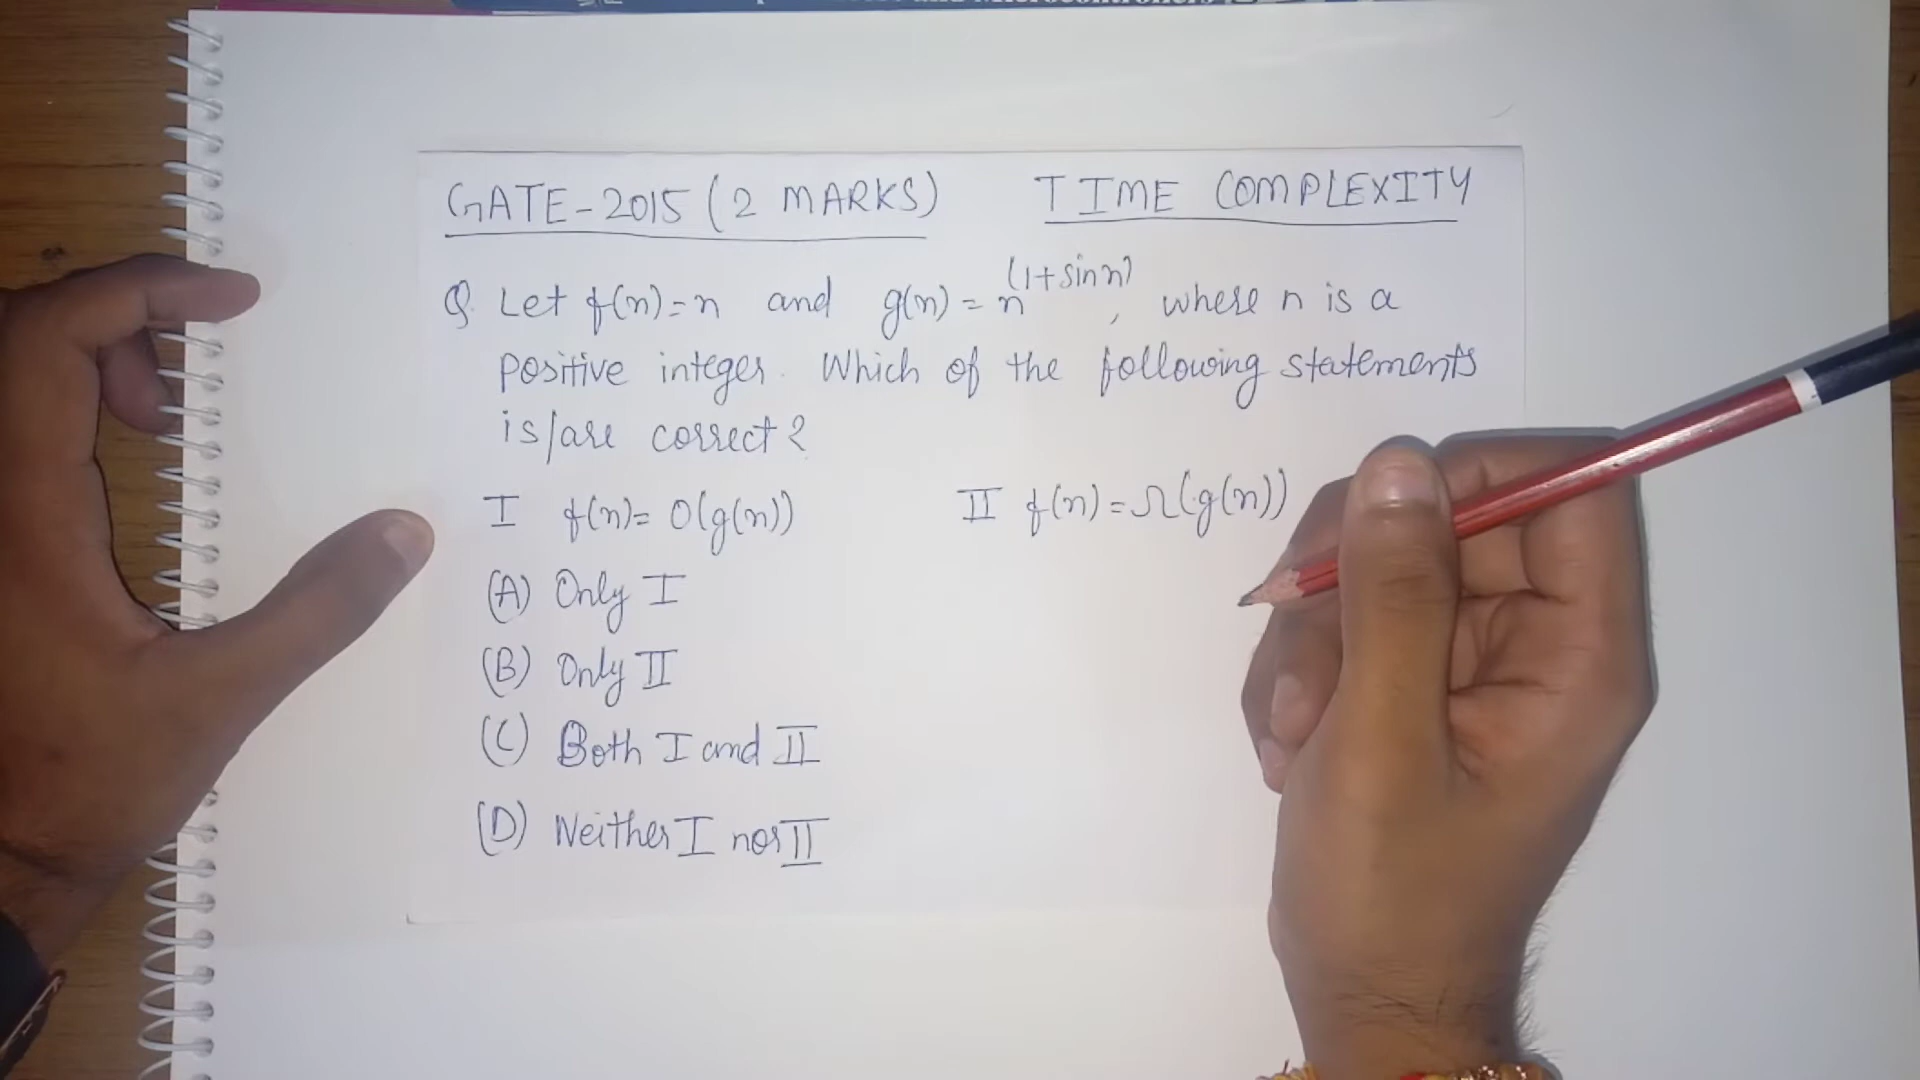 GATE-2015 (2 MARKS) TIME COMPLEXITY
Q. Let f(n)=n and g(n)=n^(1+sin n), where n is a
positive integer. Which of the following statements
is/are correct?
I f(n)= O(g(n)) II f(n)=Ω(g(n))
(A) Only I
(B) Only II
(C) Both I and II
(D) Neither I nor II